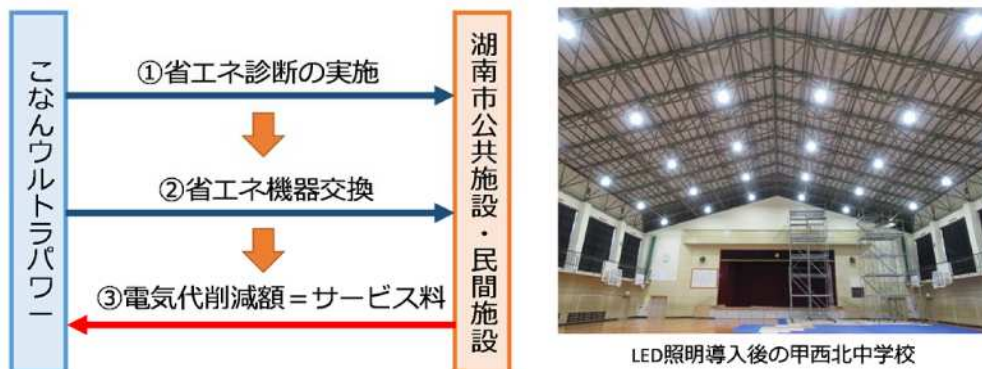 こなんウルトラパワー
①省エネ診断の実施
②省エネ機器交換
③電気代削減額＝サービス料
湖南市公共施設・民間施設
LED照明導入後の甲西北中学校